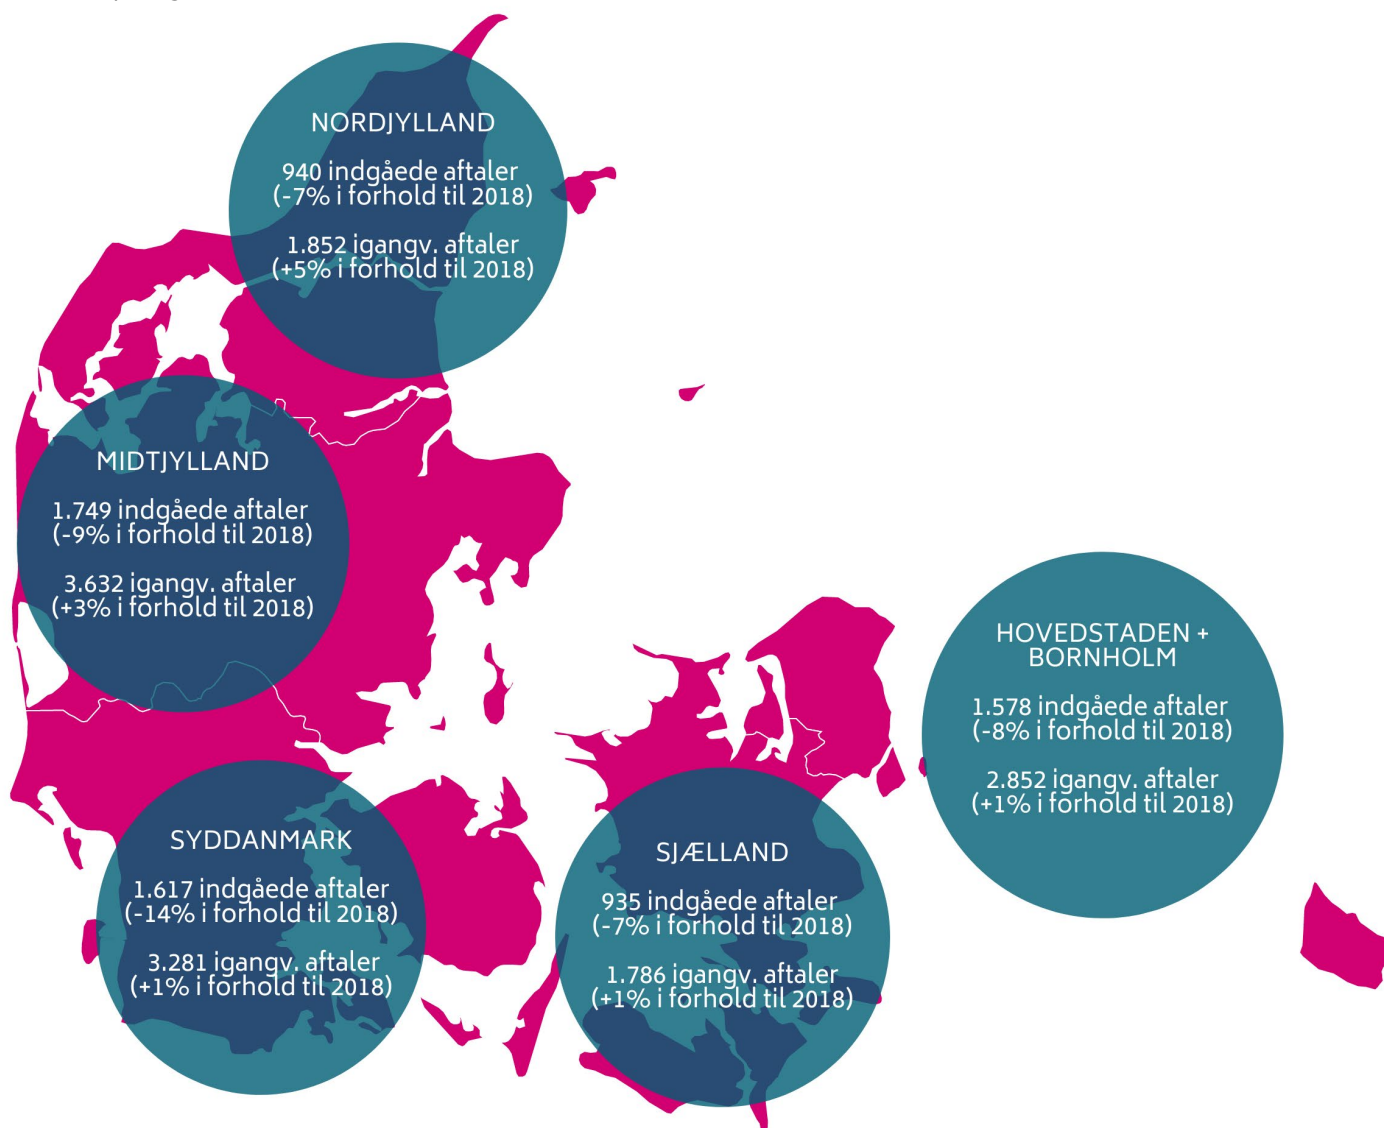 NORDJYLLAND
940 indgåede aftaler
(-7% i forhold til 2018)
1.852 igangv. aftaler
(+5% i forhold til 2018)
MIDTJYLLAND
1.749 indgåede aftaler
(-9% i forhold til 2018)
3.632 igangv. aftaler
(+3% i forhold til 2018)
HOVEDSTADEN +
BORNHOLM
1.578 indgåede aftaler
(-8% i forhold til 2018)
2.852 igangv. aftaler
(+1% i forhold til 2018)
SYDDANMARK
1.617 indgåede aftaler
(-14% i forhold til 2018)
3.281 igangv. aftaler
(+1% i forhold til 2018)
SJÆLLAND
935 indgåede aftaler
(-7% i forhold til 2018)
1.786 igangv. aftaler
(+1% i forhold til 2018)